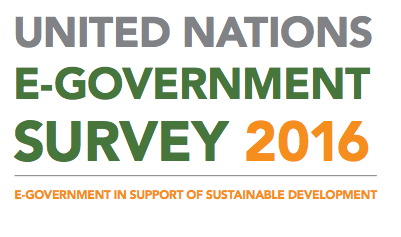 UNITED NATIONS
E-GOVERNMENT
SURVEY 2016
E-GOVERNMENT IN SUPPORT OF SUSTAINABLE DEVELOPMENT